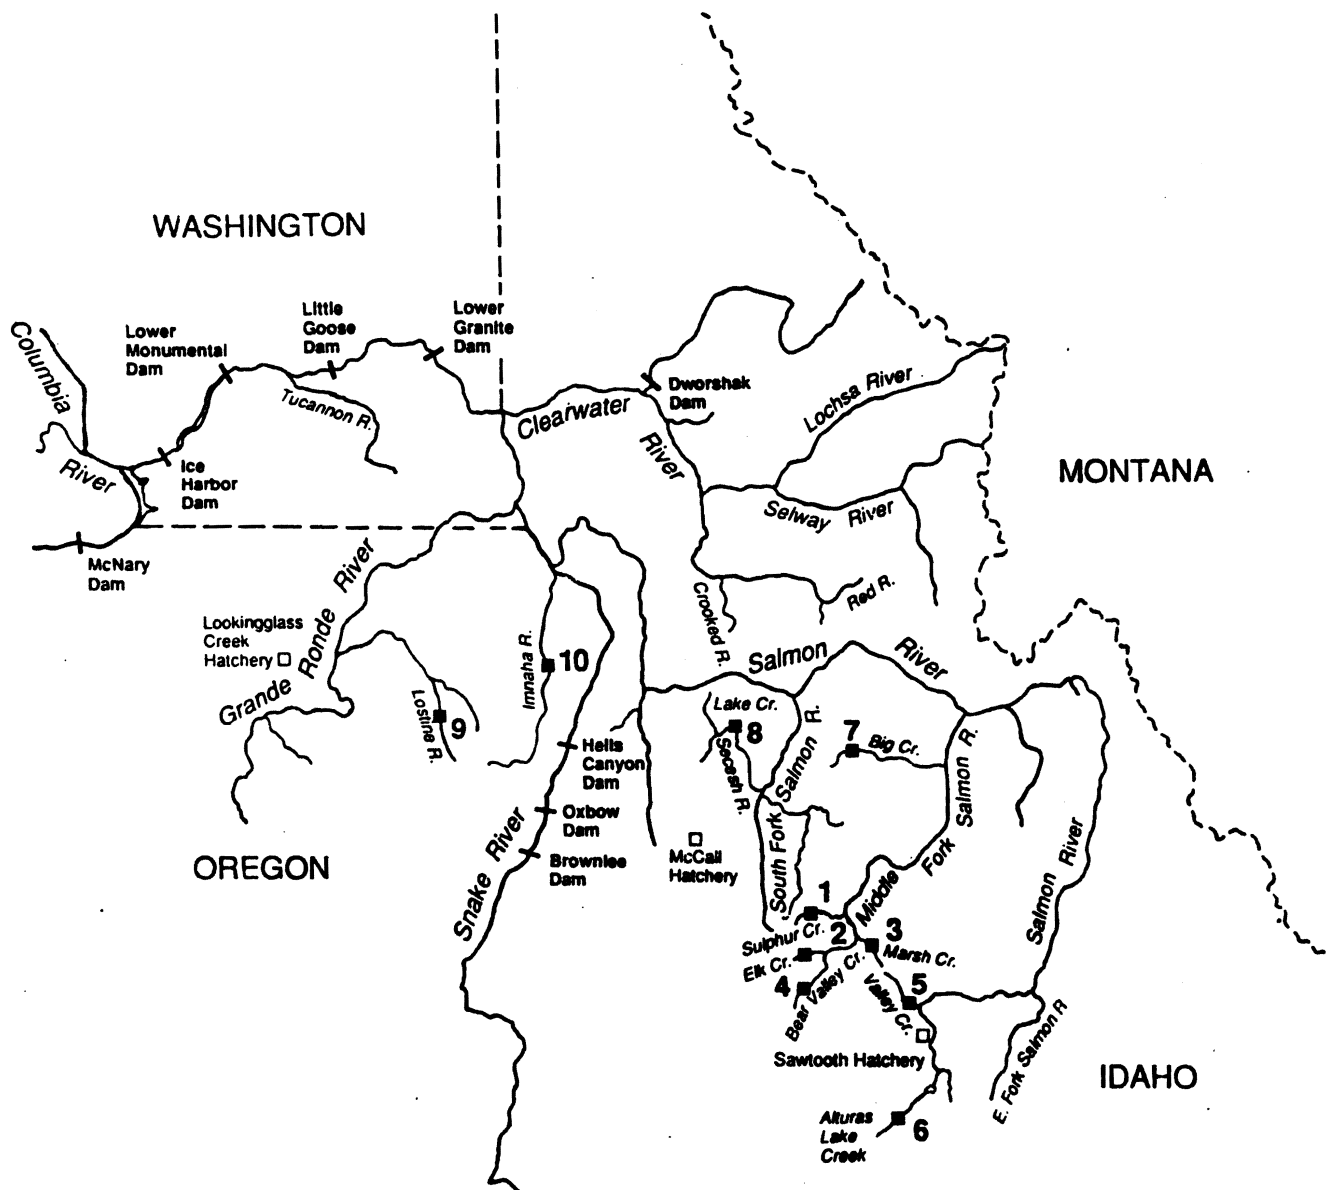 WASHINGTON
Columbia
River
Lower
Monumental
Dam
Little
Goose
Dam
Lower
Granite
Dam
Tucannon R.
Ice
Harbor
Dam
McNary
Dam
Clearwater
River
Dworshak
Dam
Lochsa River
Selway River
MONTANA
Crooked R.
Red R.
Lookingglass
Creek
Hatchery
Grande Ronde River
Lostine R.
9
Imnaha R.
10
Salmon River
Lake Cr.
8
Secesh R.
South Fork Salmon R.
7
Big Cr.
Middle Fork Salmon R.
Salmon River
Hells
Canyon
Dam
Oxbow
Dam
Brownlee
Dam
Snake River
OREGON
McCall
Hatchery
1
Sulphur Cr.
2
Elk Cr.
3
Marsh Cr.
4
Bear Valley Cr.
5
Valley Cr.
Sawtooth Hatchery
E. Fork Salmon R
IDAHO
Alturas
Lake
Creek
6